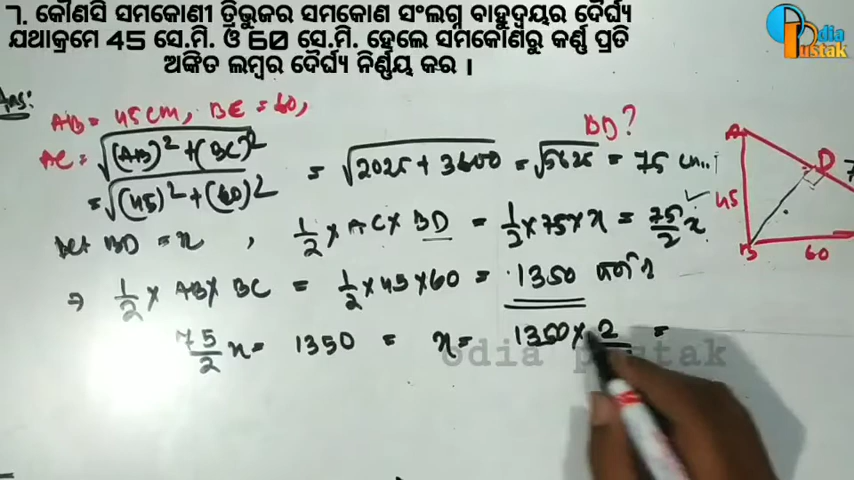 7. କୌଣସି ସମକୋଣୀ ତ୍ରିଭୁଜର ସମକୋଣ ସଂଲଗ୍ନ ବାହୁଦ୍ୱୟର ଦୈର୍ଘ୍ୟ
ଯଥାକ୍ରମେ 45 ସେ.ମି. ଓ 60 ସେ.ମି. ହେଲେ ସମକୋଣରୁ କର୍ଣ୍ଣ ପ୍ରତି
ଅଙ୍କିତ ଲମ୍ବର ଦୈର୍ଘ୍ୟ ନିର୍ଣ୍ଣୟ କର ।
Odia
Pustak
Ans:
AB = 45 cm, BC = 60,
BD?
AC = √(AB)² + (BC)²
= √(45)² + (60)² = √2025 + 3600 = √5625 = 75 cm.
Let BD = x, 1/2 × AC × BD = 1/2 × 75 × x = 75/2 x
⇒ 1/2 × AB × BC = 1/2 × 45 × 60 = 1350
75/2 x = 1350 = x = 1350 × 2 =
A
D
45
B
60
odia pustak